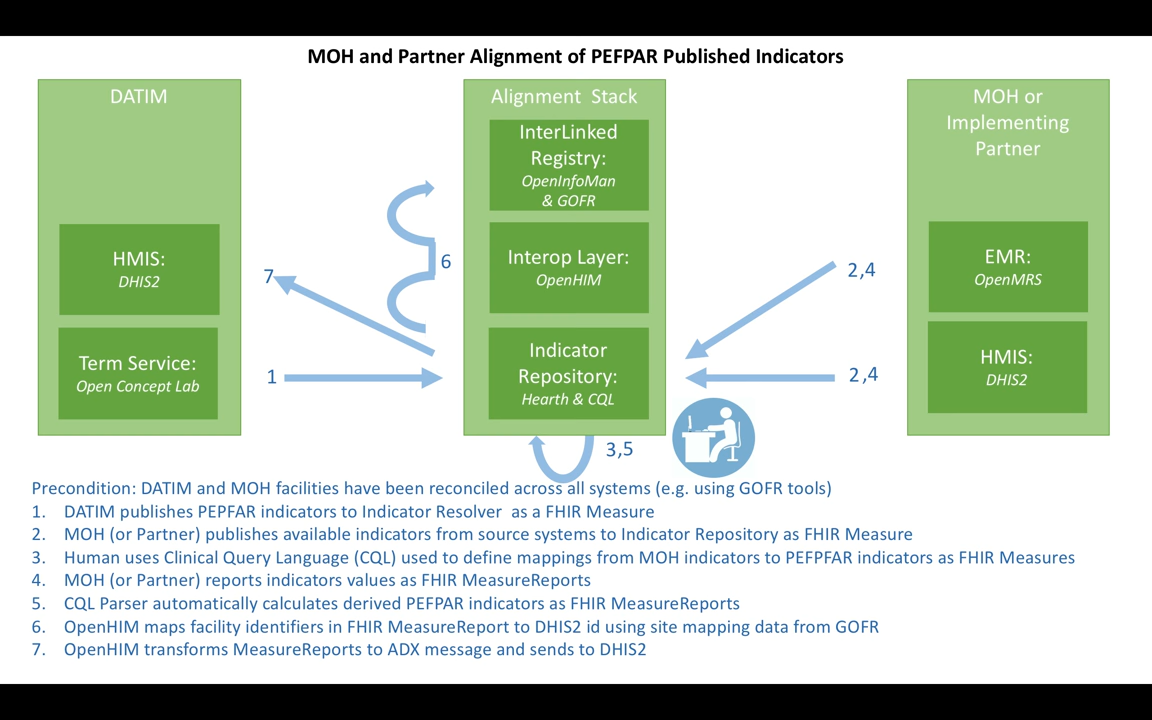 MOH and Partner Alignment of PEFPAR Published Indicators
DATIM
HMIS:
DHIS2
Term Service:
Open Concept Lab
Alignment Stack
InterLinked
Registry:
OpenInfoMan
& GOFR
Interop Layer:
OpenHIM
Indicator
Repository:
Hearth & CQL
MOH or
Implementing
Partner
EMR:
OpenMRS
HMIS:
DHIS2
7
6
1
2,4
2,4
3,5
Precondition: DATIM and MOH facilities have been reconciled across all systems (e.g. using GOFR tools)
1. DATIM publishes PEPFAR indicators to Indicator Resolver as a FHIR Measure
2. MOH (or Partner) publishes available indicators from source systems to Indicator Repository as FHIR Measure
3. Human uses Clinical Query Language (CQL) used to define mappings from MOH indicators to PEFPFAR indicators as FHIR Measures
4. MOH (or Partner) reports indicators values as FHIR MeasureReports
5. CQL Parser automatically calculates derived PEFPAR indicators as FHIR MeasureReports
6. OpenHIM maps facility identifiers in FHIR MeasureReport to DHIS2 id using site mapping data from GOFR
7. OpenHIM transforms MeasureReports to ADX message and sends to DHIS2